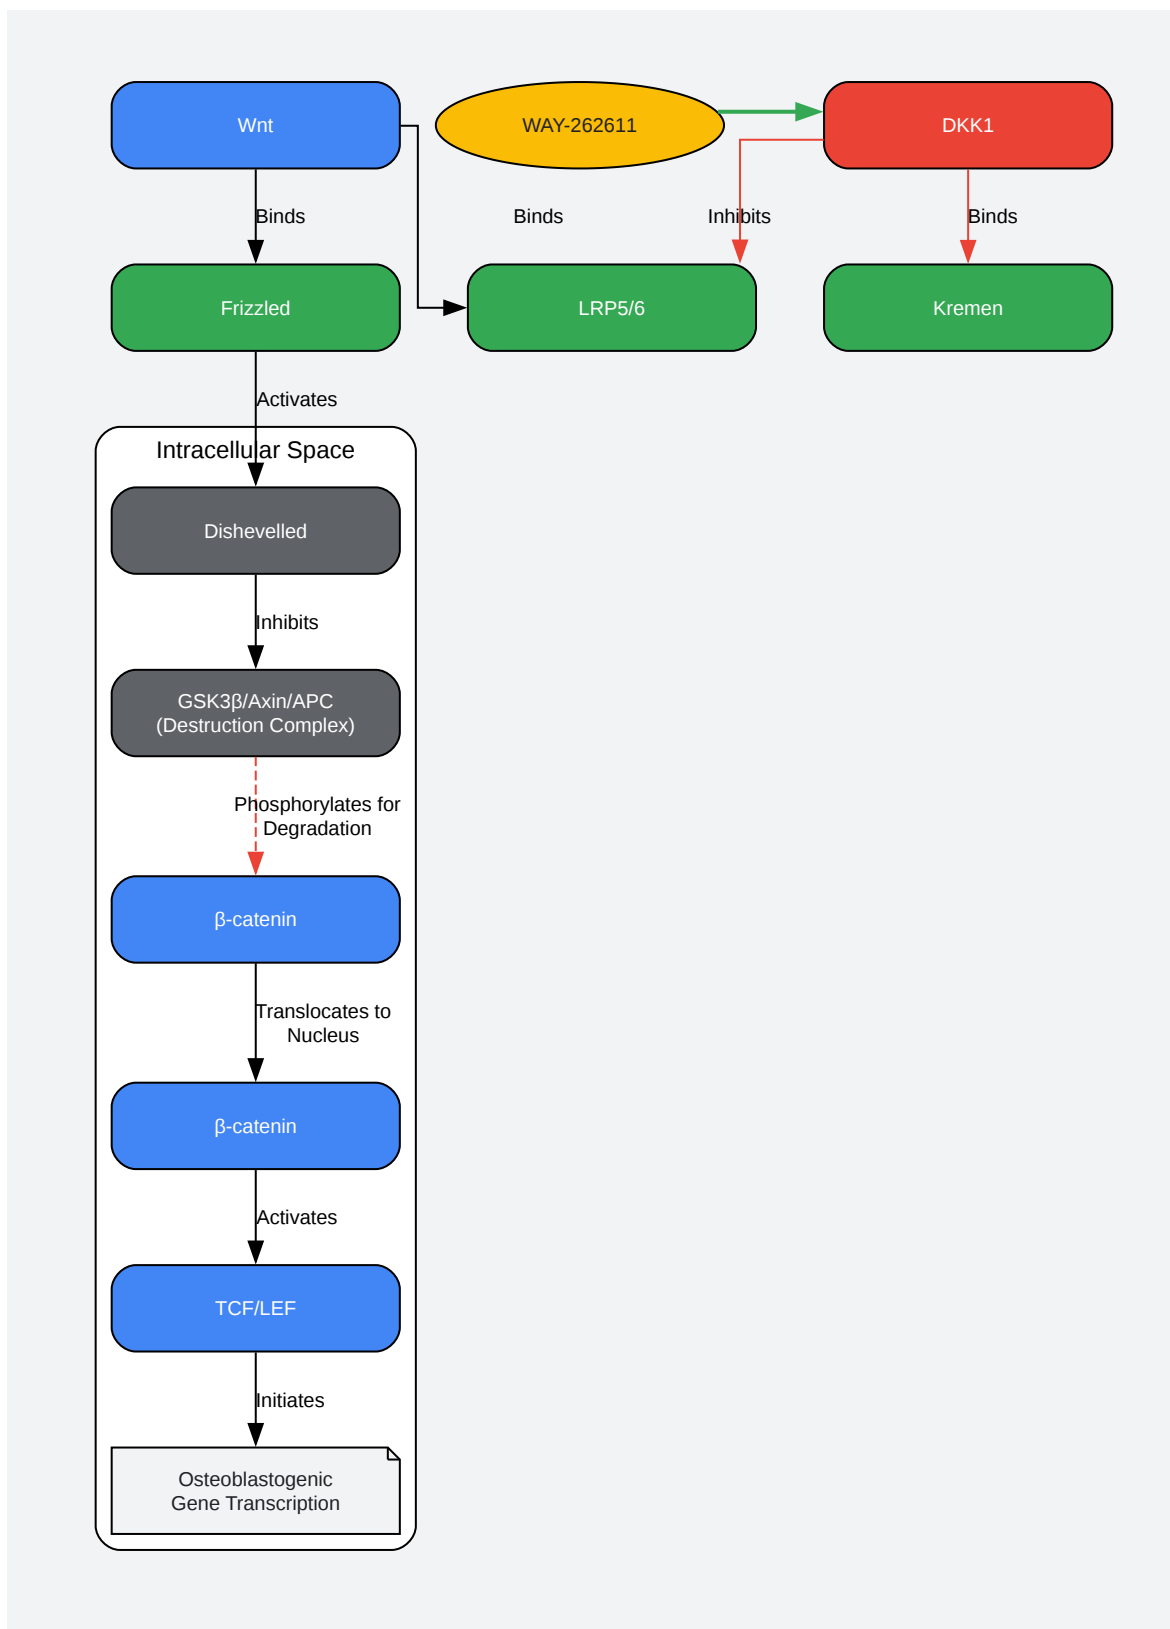 Wnt
WAY-262611
DKK1
Binds
Binds
Inhibits
Binds
Frizzled
LRP5/6
Kremen
Activates
Intracellular Space
Dishevelled
Inhibits
GSK3β/Axin/APC
(Destruction Complex)
Phosphorylates for
Degradation
β-catenin
Translocates to
Nucleus
β-catenin
Activates
TCF/LEF
Initiates
Osteoblastogenic
Gene Transcription